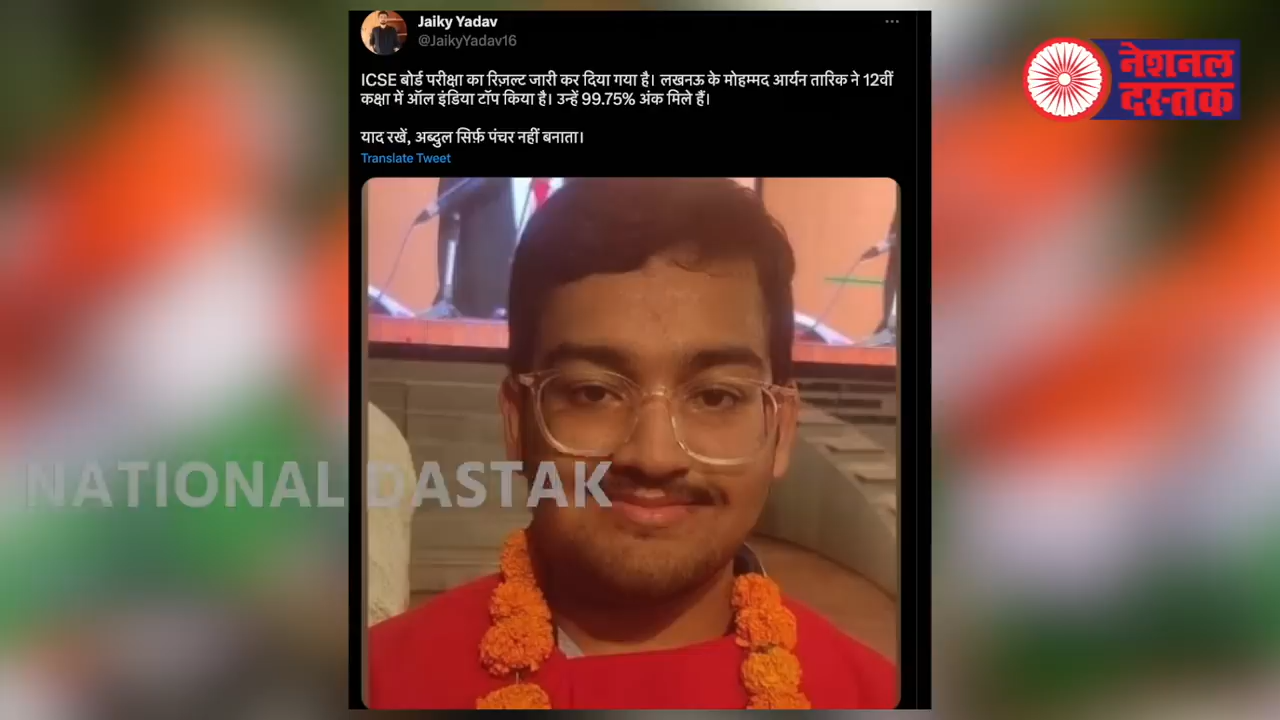 Jaiky Yadav
@JaikyYadav16
ICSE बोर्ड परीक्षा का रिज़ल्ट जारी कर दिया गया है। लखनऊ के मोहम्मद आर्यन तारिक ने 12वीं
कक्षा में ऑल इंडिया टॉप किया है। उन्हें 99.75% अंक मिले हैं।
याद रखें, अब्दुल सिर्फ़ पंचर नहीं बनाता।
Translate Tweet
नेशनल
दस्तक
NATIONAL DASTAK